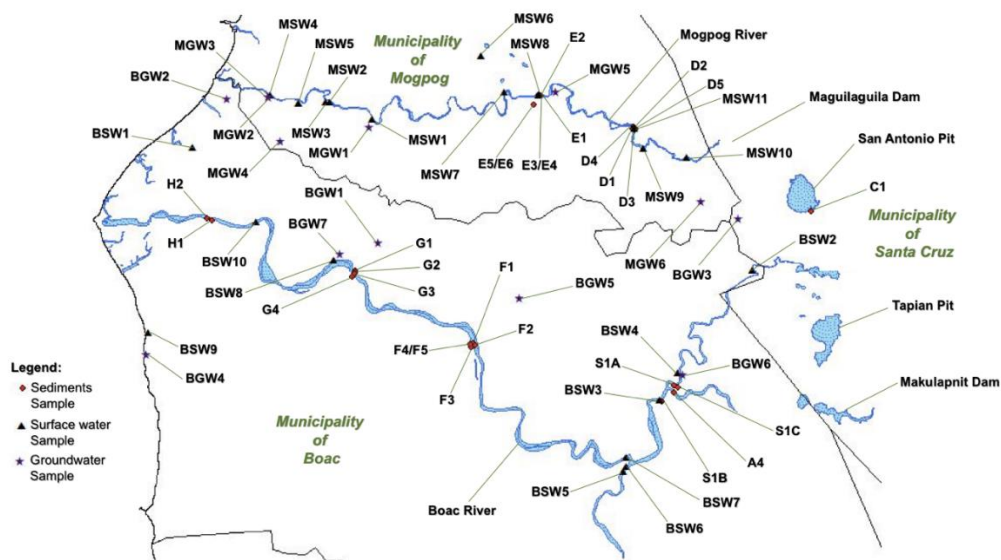 MSW6
MSW4
E2
MSW8
MGW3
MSW5
Municipality
of
Mogpog
Mogpog River
BGW2
MSW2
MGW5
D2
D5
MSW11
Maguilaguila Dam
BSW1
San Antonio Pit
MGW2
MSW3
MGW1
MSW1
E1
D4
MGW4
E5/E6
E3/E4
MSW10
MSW7
D1
C1
H2
BGW1
D3
MSW9
Municipality
of
Santa Cruz
BGW7
G1
H1
BSW10
G2
F1
MGW6
BGW3
BSW2
BSW8
G3
BGW5
G4
Tapian Pit
F2
BSW4
BSW9
S1A
BGW6
Legend:
F4/F5
BGW4
Sediments
Sample
F3
BSW3
Makulapnit Dam
Surface water
Sample
Municipality
of
Boac
S1C
Groundwater
Sample
A4
S1B
BSW5
BSW7
Boac River
BSW6